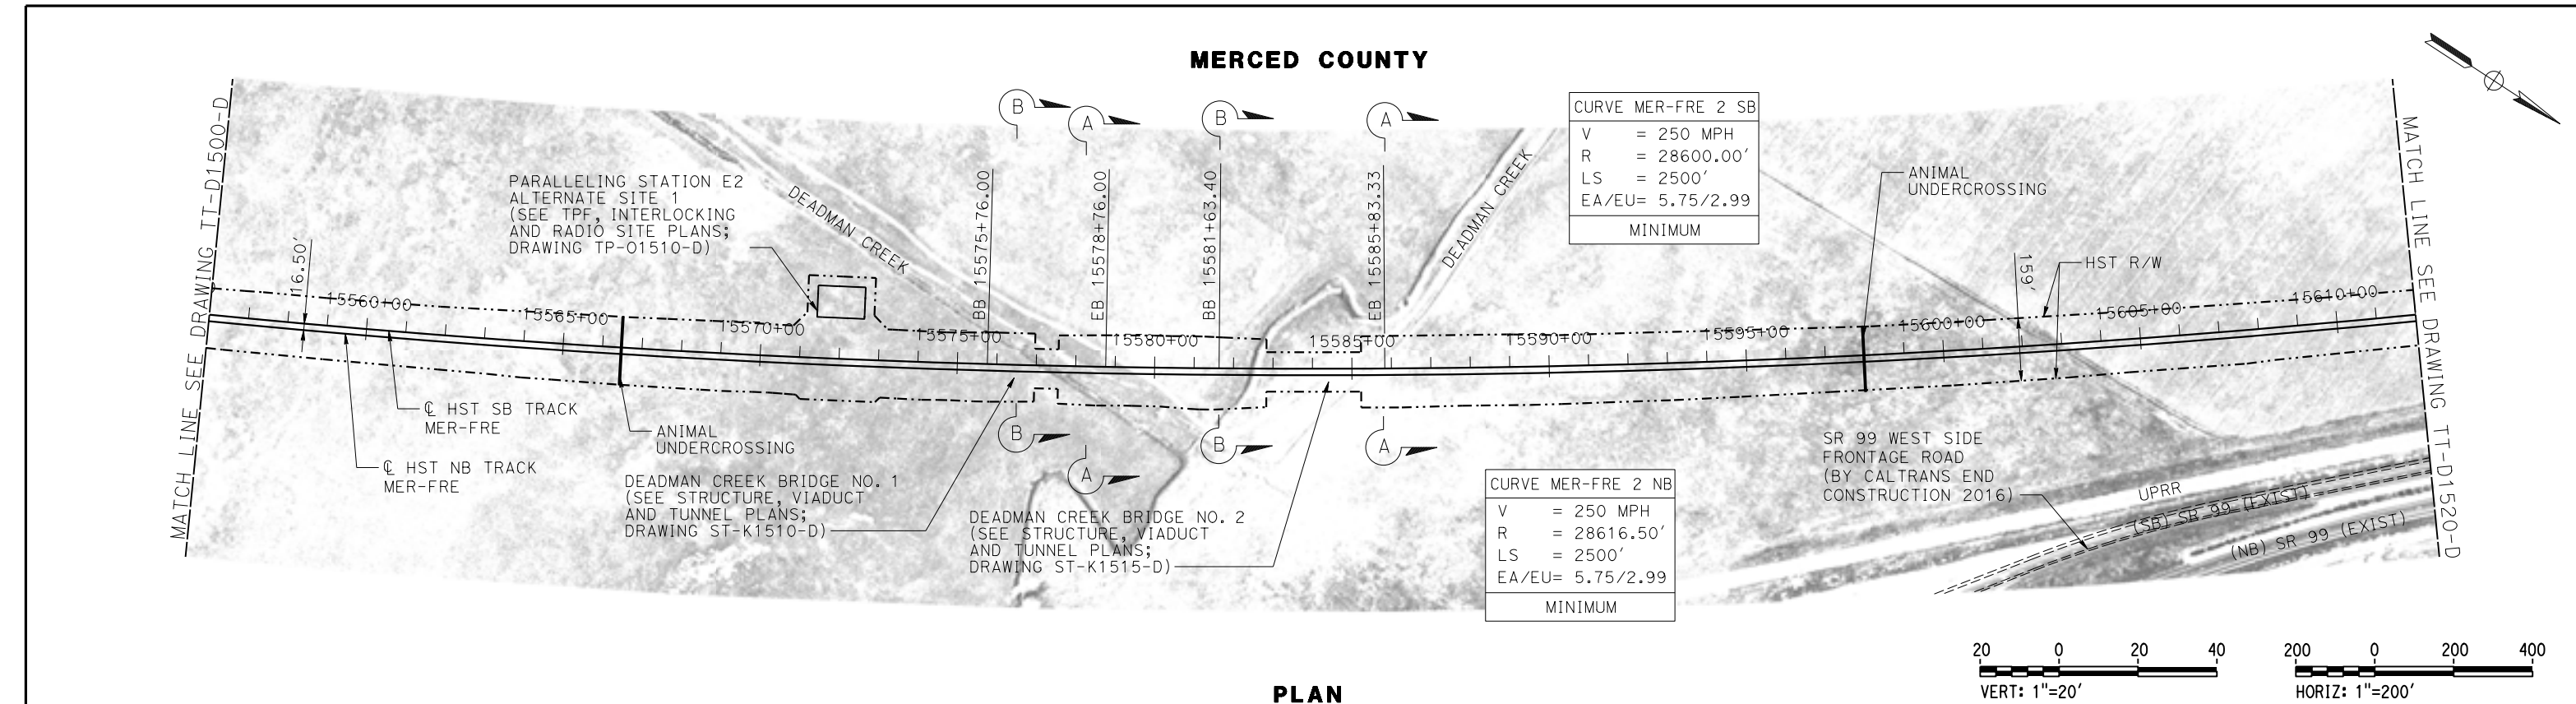 MERCED COUNTY
MATCH LINE SEE DRAWING TT-D1500-D
PARALLELING STATION E2
ALTERNATE SITE 1
(SEE TPF, INTERLOCKING
AND RADIO SITE PLANS;
DRAWING TP-O1510-D)
16.50'
DEADMAN CREEK
B
A
B
A
BB 15575+76.00
EB 15578+76.00
BB 15581+63.40
EB 15585+83.33
DEADMAN CREEK
CURVE MER-FRE 2 SB
V = 250 MPH
R = 28600.00'
LS = 2500'
EA/EU= 5.75/2.99
MINIMUM
ANIMAL
UNDERCROSSING
159'
HST R/W
MATCH LINE SEE DRAWING TT-D1520-D
15560+00
15565+00
15570+00
15575+00
15580+00
15585+00
15590+00
15595+00
15600+00
15605+00
15610+00
℄ HST SB TRACK
MER-FRE
℄ HST NB TRACK
MER-FRE
ANIMAL
UNDERCROSSING
DEADMAN CREEK BRIDGE NO. 1
(SEE STRUCTURE, VIADUCT
AND TUNNEL PLANS;
DRAWING ST-K1510-D)
B
A
B
A
DEADMAN CREEK BRIDGE NO. 2
(SEE STRUCTURE, VIADUCT
AND TUNNEL PLANS;
DRAWING ST-K1515-D)
CURVE MER-FRE 2 NB
V = 250 MPH
R = 28616.50'
LS = 2500'
EA/EU= 5.75/2.99
MINIMUM
SR 99 WEST SIDE
FRONTAGE ROAD
(BY CALTRANS END
CONSTRUCTION 2016)
UPRR
(SB) SR 99 (EXIST)
(NB) SR 99 (EXIST)
20 0 20 40
VERT: 1"=20'
200 0 200 400
HORIZ: 1"=200'
PLAN